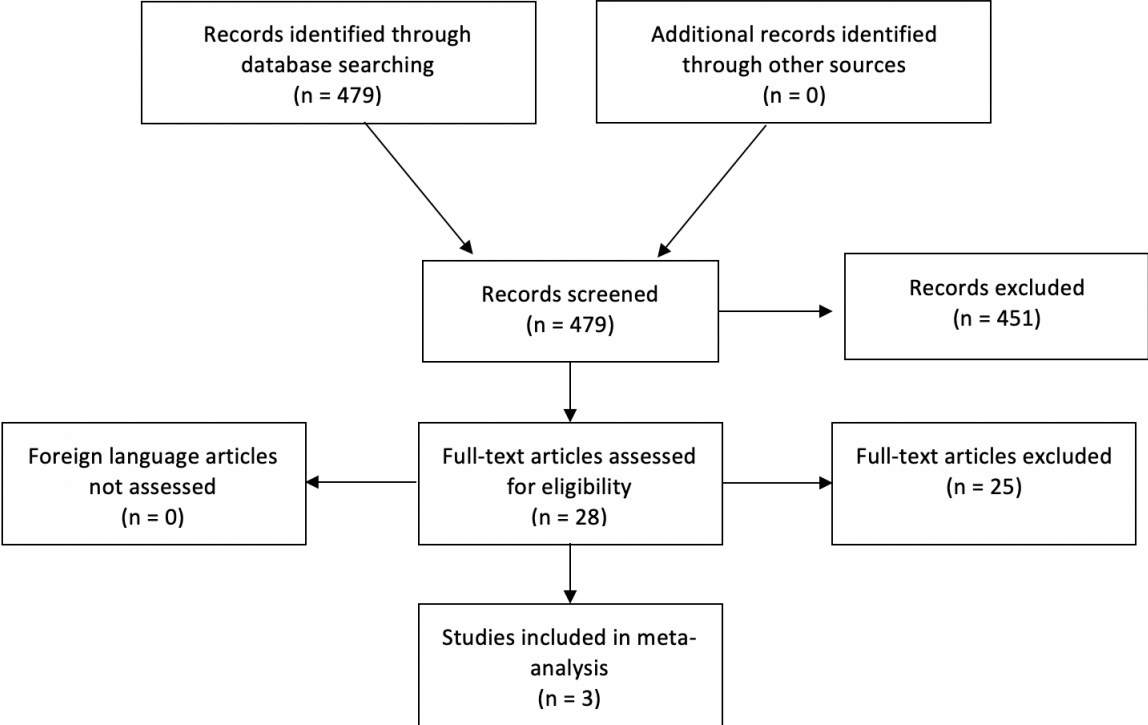 Records identified through
database searching
(n = 479)
Additional records identified
through other sources
(n = 0)
Records screened
(n = 479)
Records excluded
(n = 451)
Foreign language articles
not assessed
(n = 0)
Full-text articles assessed
for eligibility
(n = 28)
Full-text articles excluded
(n = 25)
Studies included in meta-
analysis
(n = 3)